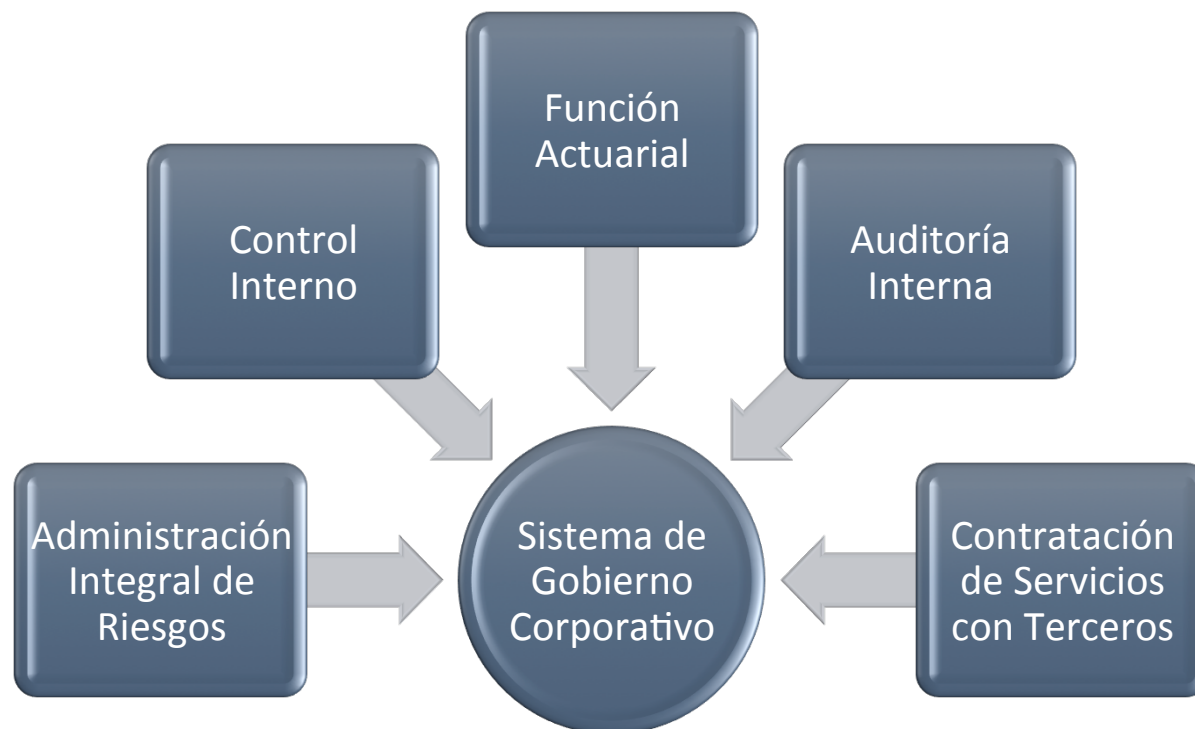 Función
Actuarial
Control
Interno
Auditoría
Interna
Administración
Integral de
Riesgos
Sistema de
Gobierno
Corporativo
Contratación
de Servicios
con Terceros